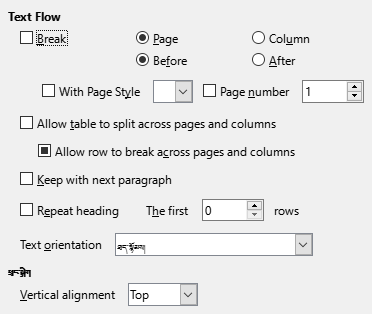 Text Flow
Break Page Column
Before After
With Page Style Page number 1
Allow table to split across pages and columns
Allow row to break across pages and columns
Keep with next paragraph
Repeat heading The first 0 rows
Text orientation ཐད་སྙོམས།
Vertical alignment Top